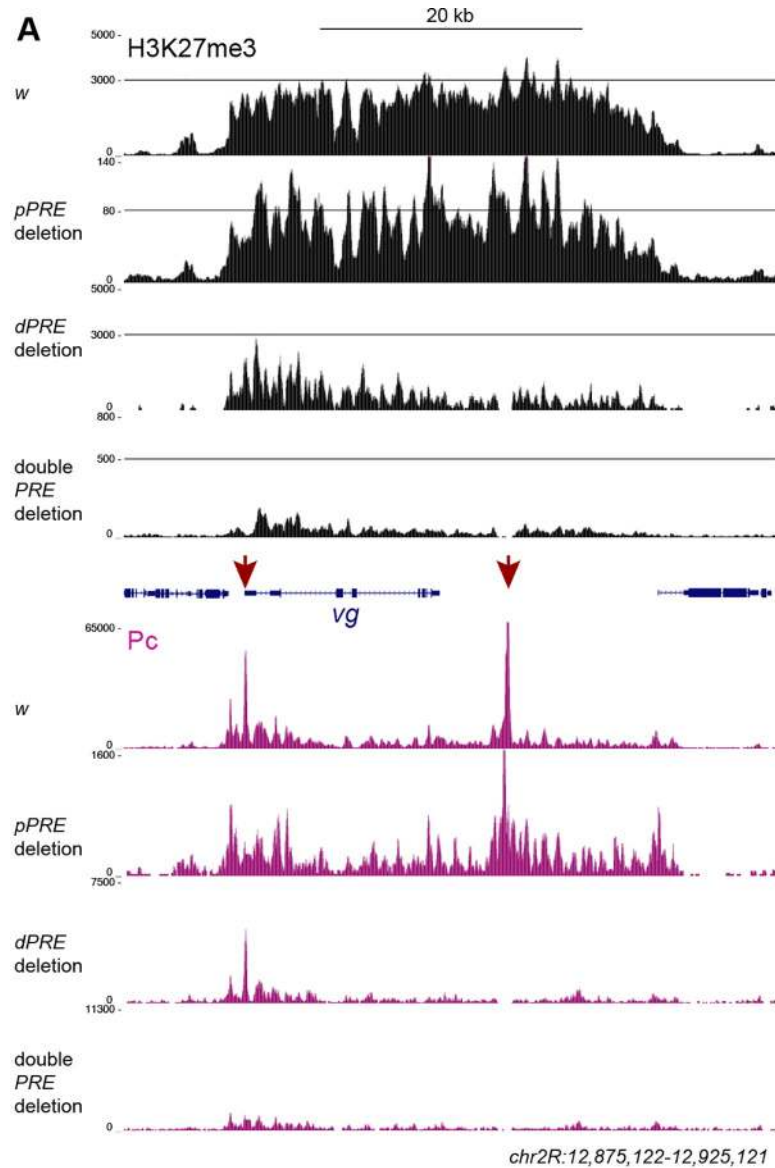 A
20 kb
5000 -
H3K27me3
3000 -
w
0
140 -
pPRE
deletion
80 -
0
5000 -
dPRE
deletion
3000 -
0
800 -
double
PRE
deletion
500 -
0
vg
65000 -
Pc
w
0
1600 -
pPRE
deletion
0
7500 -
dPRE
deletion
0
11300 -
double
PRE
deletion
0
chr2R:12,875,122-12,925,121